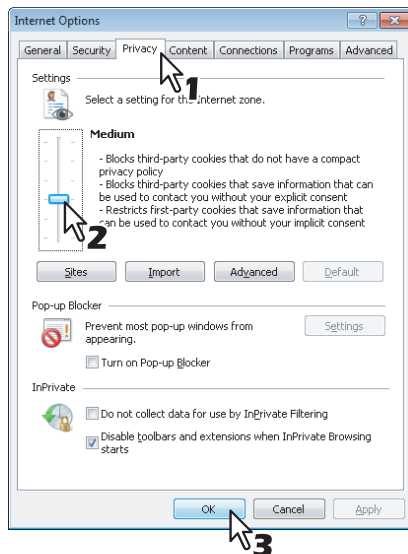 Internet Options
General Security Privacy Content Connections Programs Advanced
1
Settings
Select a setting for the Internet zone.
Medium
- Blocks third-party cookies that do not have a compact
privacy policy
- Blocks third-party cookies that save information that can
be used to contact you without your explicit consent
- Restricts first-party cookies that save information that
can be used to contact you without your implicit consent
2
Sites Import Advanced Default
Pop-up Blocker
Prevent most pop-up windows from
appearing.
Settings
Turn on Pop-up Blocker
InPrivate
Do not collect data for use by InPrivate Filtering
Disable toolbars and extensions when InPrivate Browsing
starts
OK Cancel Apply
3